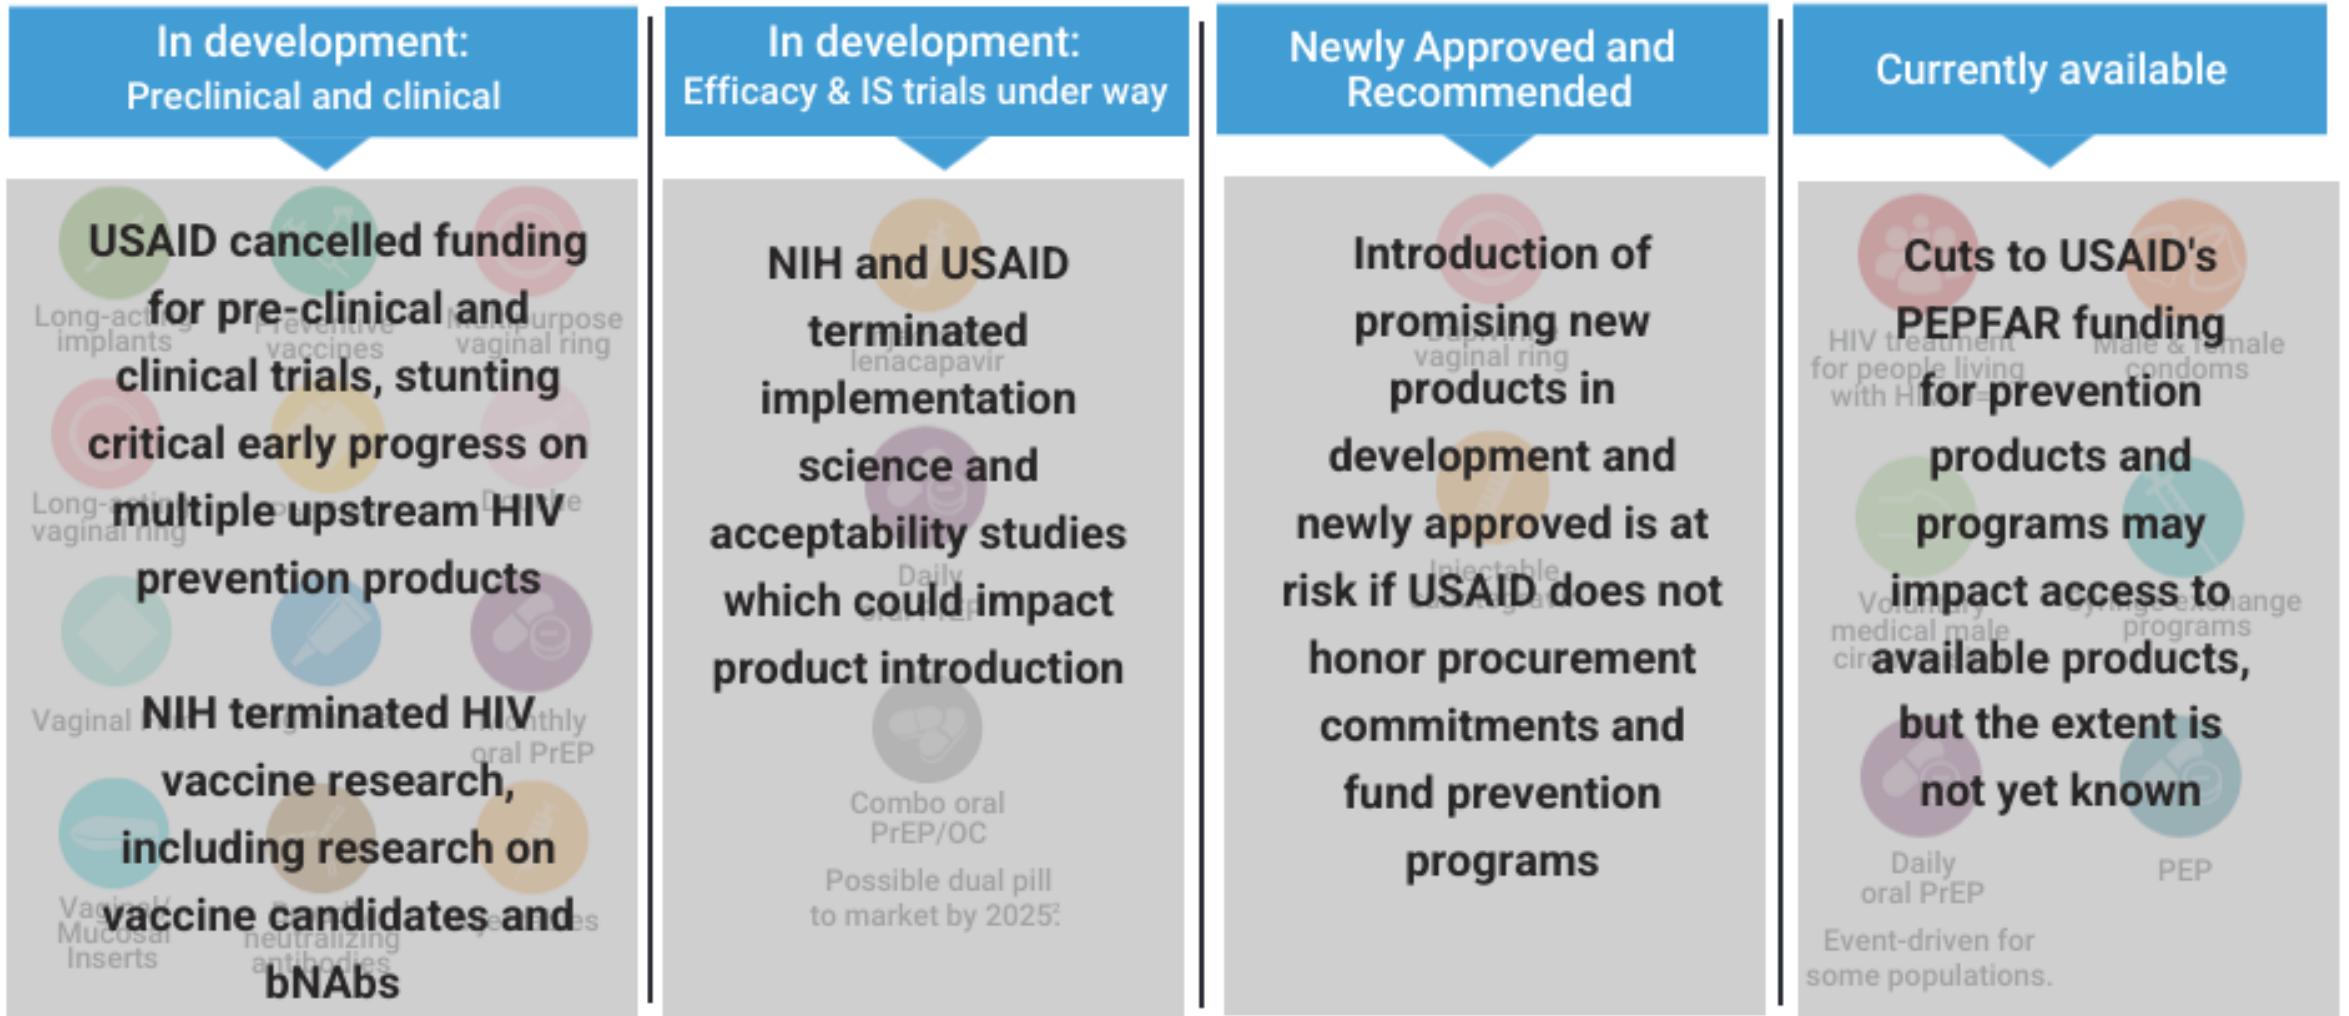 In development:
Preclinical and clinical
USAID cancelled funding
for pre-clinical and
clinical trials, stunting
critical early progress on
multiple upstream HIV
prevention products
NIH terminated HIV
vaccine research,
including research on
vaccine candidates and
bNAbs
Long-acting
implants
Preventive
vaccines
Multipurpose
vaginal ring
Long-acting
vaginal ring
Vaginal
Monthly
oral PrEP
Vaginal/
Mucosal
Inserts
neutralizing
antibodies
In development:
Efficacy & IS trials under way
NIH and USAID
terminated
implementation
science and
acceptability studies
which could impact
product introduction
lenacapavir
Daily
oral PrEP
Combo oral
PrEP/OC
Possible dual pill
to market by 2025².
Newly Approved and
Recommended
Introduction of
promising new
products in
development and
newly approved is at
risk if USAID does not
honor procurement
commitments and
fund prevention
programs
vaginal ring
Injectable
Currently available
Cuts to USAID's
PEPFAR funding
for prevention
products and
programs may
impact access to
available products,
but the extent is
not yet known
HIV treatment
for people living
with
Male & female
condoms
Voluntary
medical male
Syringe exchange
programs
Daily
oral PrEP
PEP
Event-driven for
some populations.